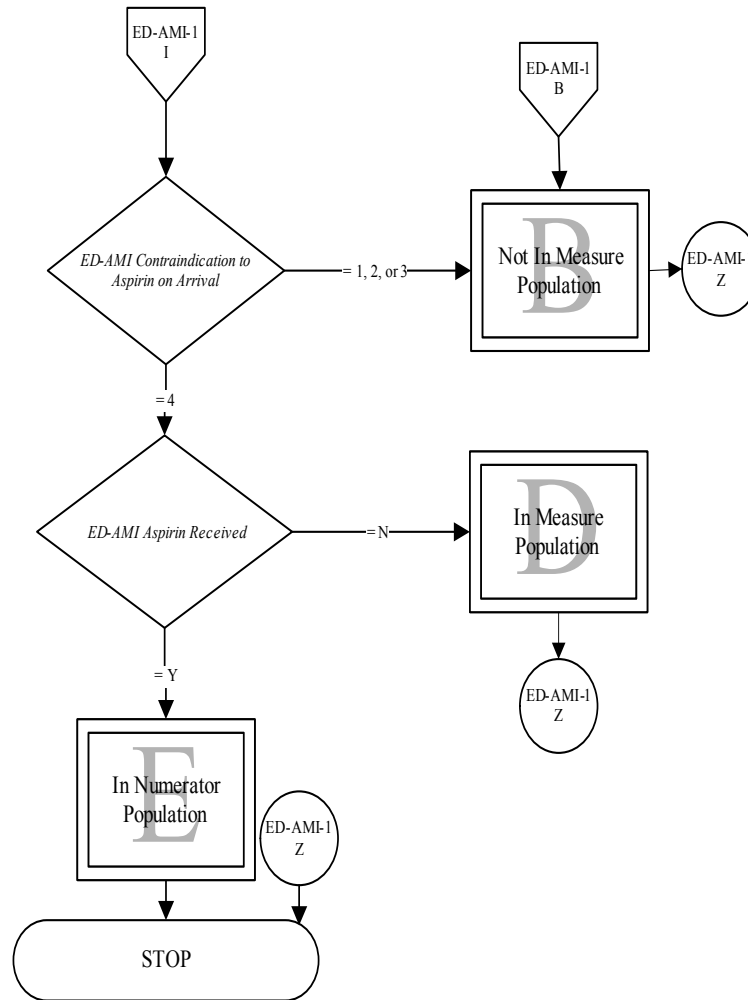 ED-AMI-1
I
ED-AMI-1
B
ED-AMI Contraindication to
Aspirin on Arrival
= 1, 2, or 3
B
Not In Measure
Population
ED-AMI-
Z
= 4
ED-AMI Aspirin Received
= N
D
In Measure
Population
ED-AMI-1
Z
= Y
E
In Numerator
Population
ED-AMI-1
Z
STOP